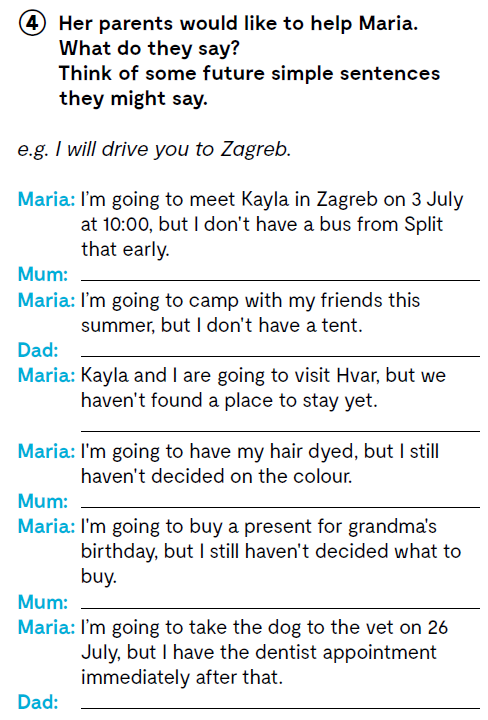 4 Her parents would like to help Maria.
What do they say?
Think of some future simple sentences
they might say.
e.g. I will drive you to Zagreb.
Maria: I'm going to meet Kayla in Zagreb on 3 July
at 10:00, but I don't have a bus from Split
that early.
Mum:
Maria: I'm going to camp with my friends this
summer, but I don't have a tent.
Dad:
Maria: Kayla and I are going to visit Hvar, but we
haven't found a place to stay yet.
Maria: I'm going to have my hair dyed, but I still
haven't decided on the colour.
Mum:
Maria: I'm going to buy a present for grandma's
birthday, but I still haven't decided what to
buy.
Mum:
Maria: I'm going to take the dog to the vet on 26
July, but I have the dentist appointment
immediately after that.
Dad: